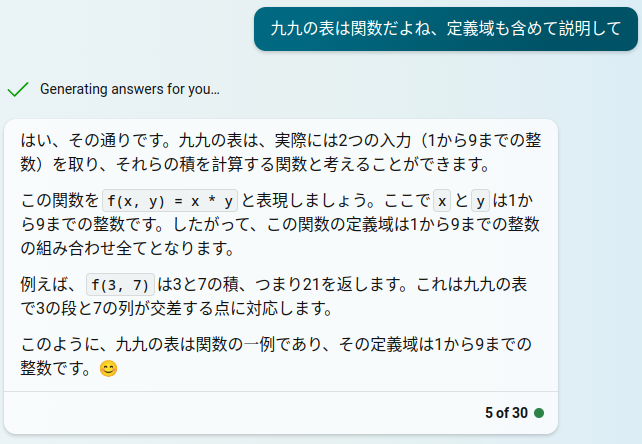 九九の表は関数だよね、定義域も含めて説明して
Generating answers for you…
はい、その通りです。九九の表は、実際には2つの入力（1から9までの整
数）を取り、それらの積を計算する関数と考えることができます。
この関数を f(x, y) = x * y と表現しましょう。ここで x と y は1か
ら9までの整数です。したがって、この関数の定義域は1から9までの整数
の組み合わせ全てとなります。
例えば、 f(3, 7) は3と7の積、つまり21を返します。これは九九の表
で3の段と7の列が交差する点に対応します。
このように、九九の表は関数の一例であり、その定義域は1から9までの
整数です。😊
5 of 30